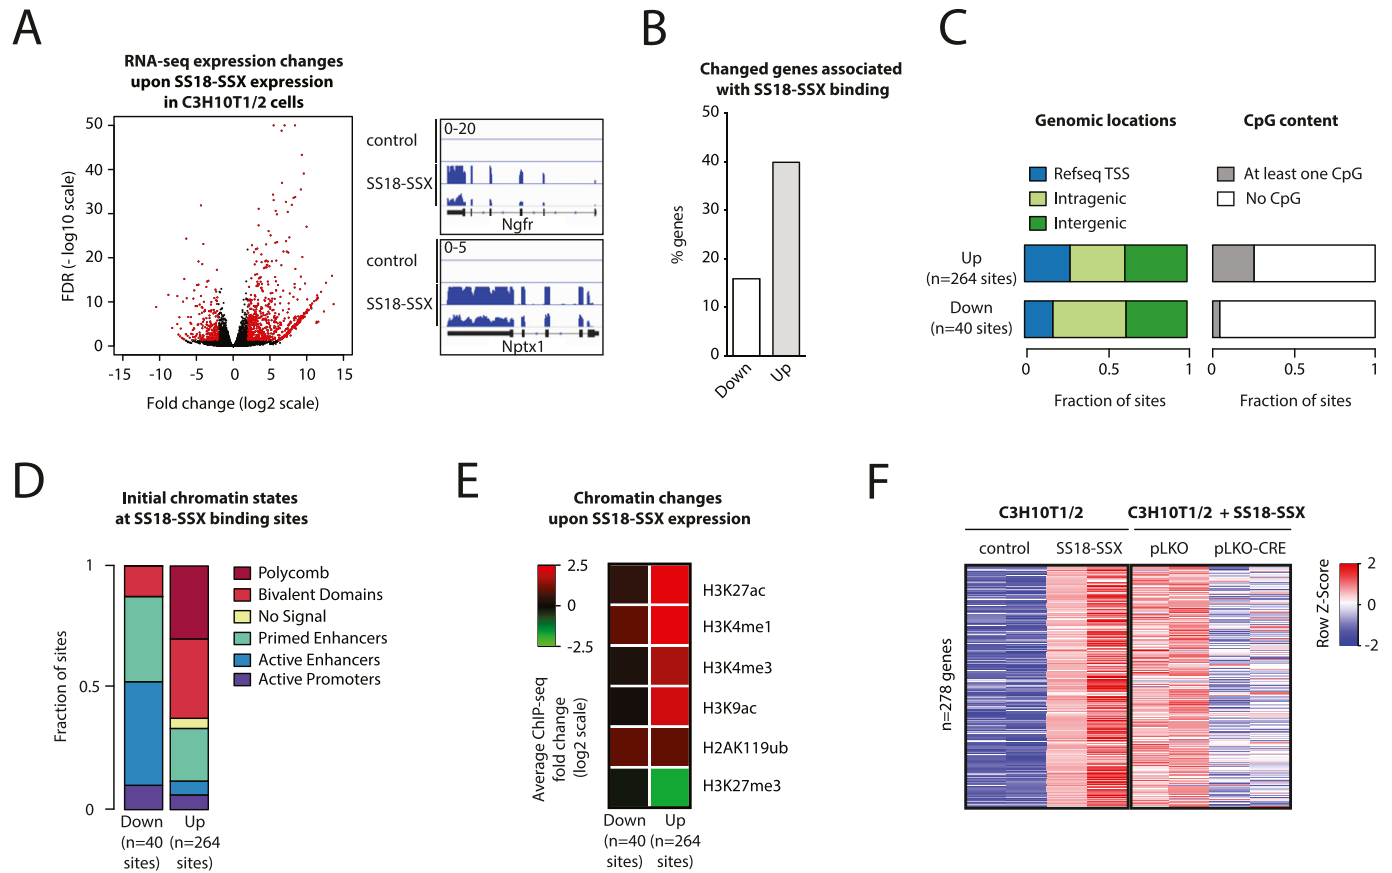 A
RNA-seq expression changes
upon SS18-SSX expression
in C3H10T1/2 cells
FDR (- log10 scale)
50
40
30
20
10
0
-15
-10
-5
0
5
10
15
Fold change (log2 scale)
control
SS18-SSX
0-20
Ngfr
control
SS18-SSX
0-5
Nptx1
B
Changed genes associated
with SS18-SSX binding
% genes
50
40
30
20
10
0
Down
Up
C
Genomic locations
Refseq TSS
Intragenic
Intergenic
CpG content
At least one CpG
No CpG
Up
(n=264 sites)
Down
(n=40 sites)
0
0.5
1
Fraction of sites
0
0.5
1
Fraction of sites
D
Initial chromatin states
at SS18-SSX binding sites
Fraction of sites
1
0.5
0
Polycomb
Bivalent Domains
No Signal
Primed Enhancers
Active Enhancers
Active Promoters
Down
(n=40
sites)
Up
(n=264
sites)
E
Chromatin changes
upon SS18-SSX expression
2.5
0
-2.5
Average ChIP-seq
fold change
(log2 scale)
H3K27ac
H3K4me1
H3K4me3
H3K9ac
H2AK119ub
H3K27me3
Down
(n=40
sites)
Up
(n=264
sites)
F
C3H10T1/2
C3H10T1/2 + SS18-SSX
control
SS18-SSX
pLKO
pLKO-CRE
n=278 genes
Row Z-Score
2
0
-2